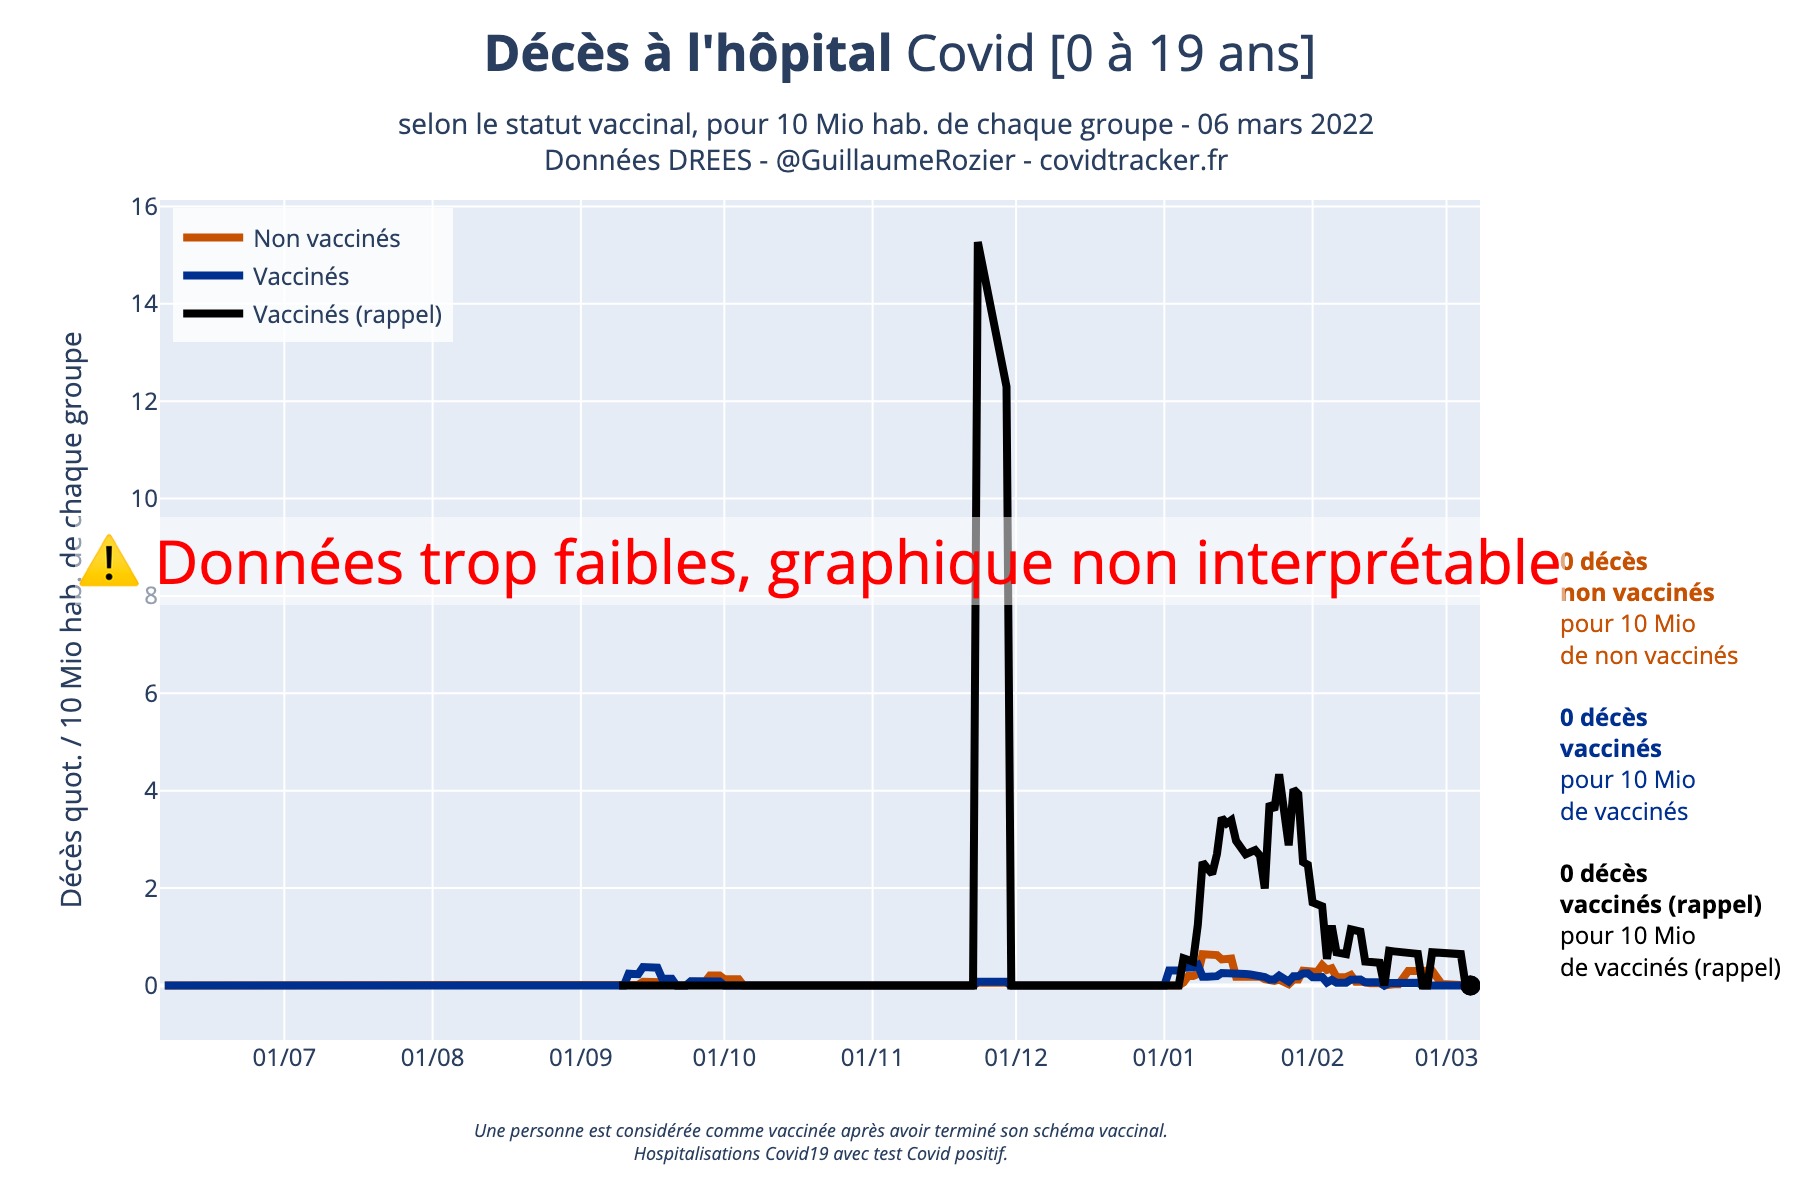 Décès à l'hôpital Covid [0 à 19 ans]
selon le statut vaccinal, pour 10 Mio hab. de chaque groupe - 06 mars 2022
Données DREES - @GuillaumeRozier - covidtracker.fr
Décès quot. / 10 Mio hab. de chaque groupe
16
14
12
10
8
6
4
2
0
Non vaccinés
Vaccinés
Vaccinés (rappel)
⚠️ Données trop faibles, graphique non interprétable
0 décès
non vaccinés
pour 10 Mio
de non vaccinés
0 décès
vaccinés
pour 10 Mio
de vaccinés
0 décès
vaccinés (rappel)
pour 10 Mio
de vaccinés (rappel)
01/07
01/08
01/09
01/10
01/11
01/12
01/01
01/02
01/03
Une personne est considérée comme vaccinée après avoir terminé son schéma vaccinal.
Hospitalisations Covid19 avec test Covid positif.